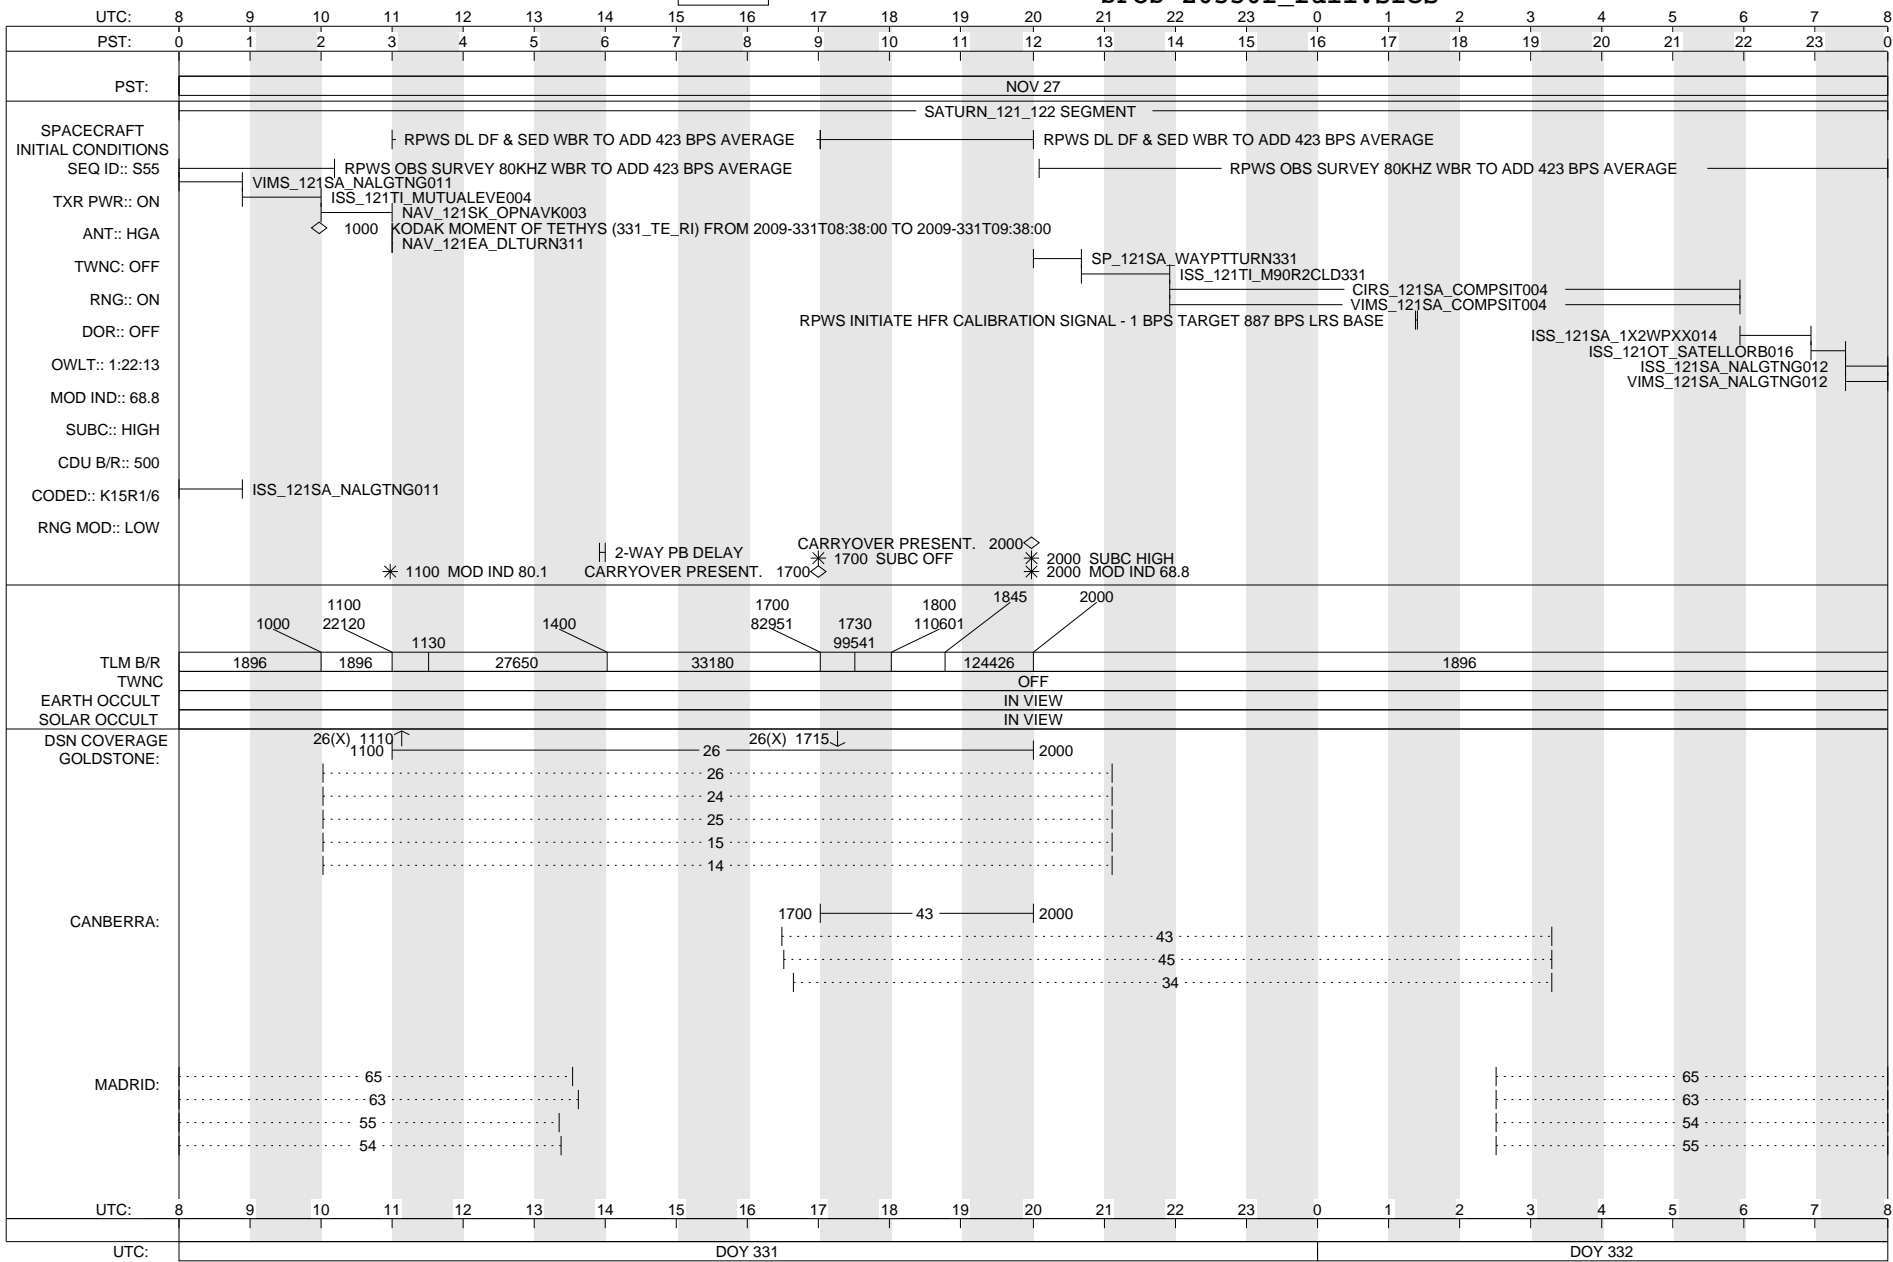 UTC: 8 9 10 11 12 13 14 15 16 17 18 19 20 21 22 23 0 1 2 3 4 5 6 7 8
PST: 0 1 2 3 4 5 6 7 8 9 10 11 12 13 14 15 16 17 18 19 20 21 22 23 0
PST: NOV 27
SATURN_121_122 SEGMENT
SPACECRAFT
INITIAL CONDITIONS
RPWS DL DF & SED WBR TO ADD 423 BPS AVERAGE RPWS DL DF & SED WBR TO ADD 423 BPS AVERAGE
SEQ ID:: S55 RPWS OBS SURVEY 80KHZ WBR TO ADD 423 BPS AVERAGE RPWS OBS SURVEY 80KHZ WBR TO ADD 423 BPS AVERAGE
VIMS_121SA_NALGTNG011
TXR PWR:: ON ISS_121TI_MUTUALEVE004
NAV_121SK_OPNAVK003
ANT:: HGA 1000 KODAK MOMENT OF TETHYS (331_TE_RI) FROM 2009-331T08:38:00 TO 2009-331T09:38:00
NAV_121EA_DLTURN311
SP_121SA_WAYPTTURN331
TWNC: OFF ISS_121TI_M90R2CLD331
CIRS_121SA_COMPSIT004
RNG:: ON VIMS_121SA_COMPSIT004
RPWS INITIATE HFR CALIBRATION SIGNAL - 1 BPS TARGET 887 BPS LRS BASE
DOR:: OFF ISS_121SA_1X2WPXX014
ISS_121OT_SATELLORB016
OWLT:: 1:22:13 ISS_121SA_NALGTNG012
VIMS_121SA_NALGTNG012
MOD IND:: 68.8
SUBC:: HIGH
CDU B/R:: 500
CODED:: K15R1/6 ISS_121SA_NALGTNG011
RNG MOD:: LOW
CARRYOVER PRESENT. 2000
2-WAY PB DELAY 1700 SUBC OFF 2000 SUBC HIGH
1100 MOD IND 80.1 CARRYOVER PRESENT. 1700 2000 MOD IND 68.8
1845 2000
1100 1700 1800
1000 22120 1400 82951 1730 110601
1130 99541
TLM B/R 1896 1896 27650 33180 124426 1896
TWNC OFF
EARTH OCCULT IN VIEW
SOLAR OCCULT IN VIEW
DSN COVERAGE 26(X) 1110 26(X) 1715
GOLDSTONE: 1100 26 2000
26
24
25
15
14
CANBERRA: 1700 43 2000
43
45
34
MADRID: 65 65
63 63
55 54
54 55
UTC: 8 9 10 11 12 13 14 15 16 17 18 19 20 21 22 23 0 1 2 3 4 5 6 7 8
UTC: DOY 331 DOY 332